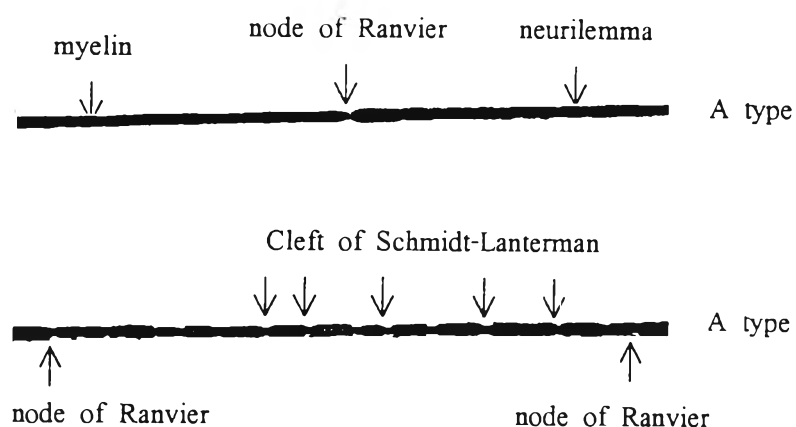 node of Ranvier
neurilemma
myelin
A type
Cleft of Schmidt-Lanterman
A type
node of Ranvier
node of Ranvier